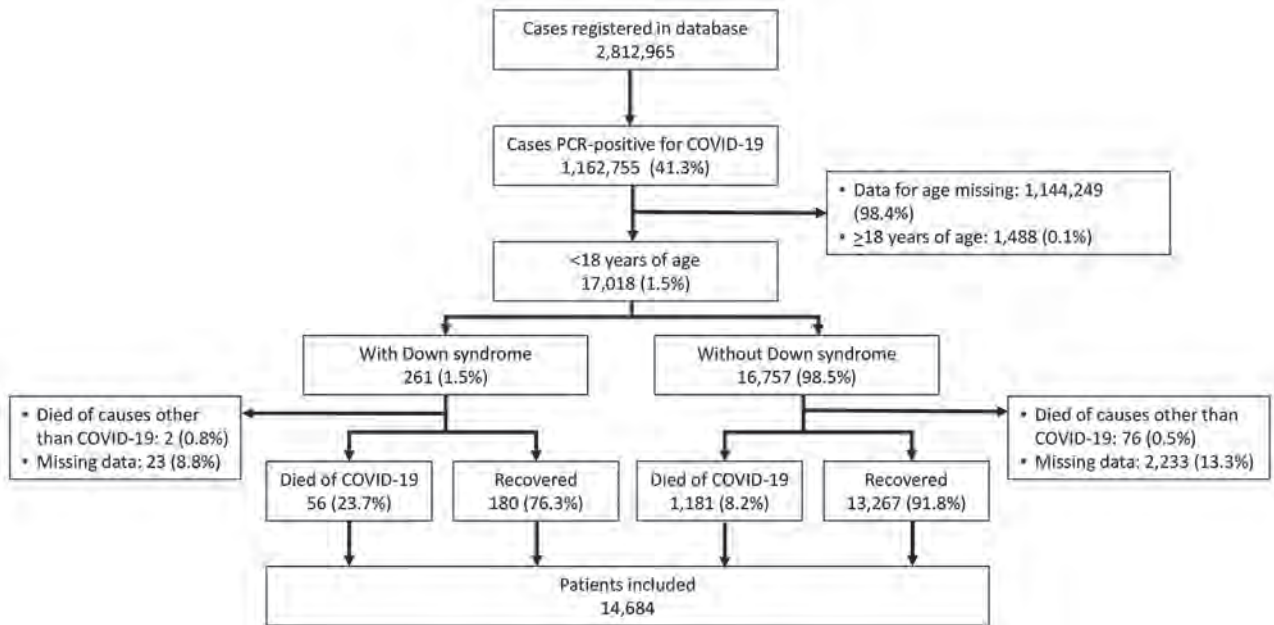 Cases registered in database
2,812,965
Cases PCR-positive for COVID-19
1,162,755 (41.3%)
• Data for age missing: 1,144,249
(98.4%)
• ≥18 years of age: 1,488 (0.1%)
<18 years of age
17,018 (1.5%)
With Down syndrome
261 (1.5%)
Without Down syndrome
16,757 (98.5%)
• Died of causes other
than COVID-19: 2 (0.8%)
• Missing data: 23 (8.8%)
• Died of causes other than
COVID-19: 76 (0.5%)
• Missing data: 2,233 (13.3%)
Died of COVID-19
56 (23.7%)
Recovered
180 (76.3%)
Died of COVID-19
1,181 (8.2%)
Recovered
13,267 (91.8%)
Patients included
14,684